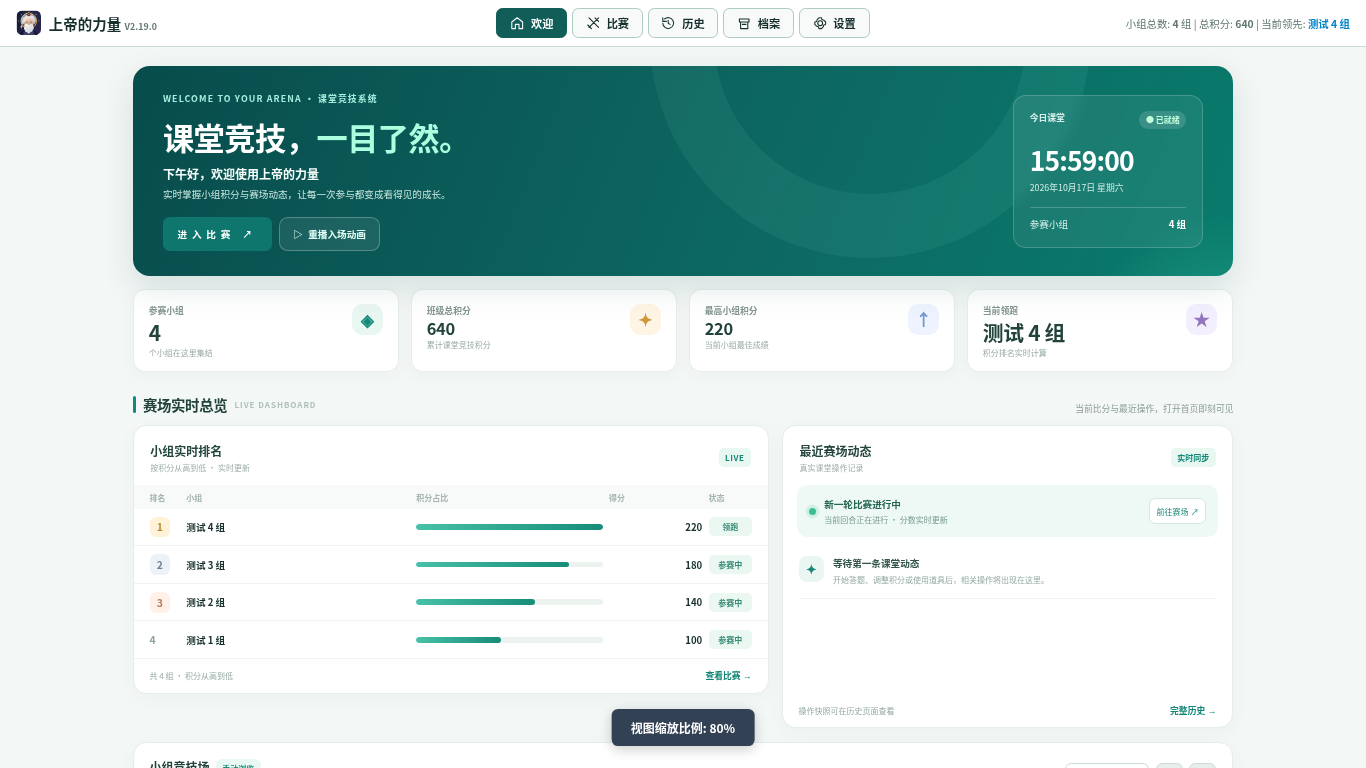 上帝的力量 V2.19.0
欢迎
比赛
历史
档案
设置
小组总数: 4 组 | 总积分: 640 | 当前领先: 测试 4 组
WELCOME TO YOUR ARENA • 课堂竞技系统
课堂竞技，一目了然。
下午好，欢迎使用上帝的力量
实时掌握小组积分与赛场动态，让每一次参与都变成看得见的成长。
进入比赛 ↗
▷ 重播入场动画
今日课堂
已就绪
15:59:00
2026年10月17日 星期六
参赛小组
4 组
参赛小组
4
个小组在这里集结
班级总积分
640
累计课堂竞技积分
最高小组积分
220
当前小组最佳成绩
当前领跑
测试 4 组
积分排名实时计算
赛场实时总览 LIVE DASHBOARD
当前比分与最近操作，打开首页即刻可见
小组实时排名
按积分从高到低 · 实时更新
LIVE
排名 小组 积分占比 得分 状态
1 测试 4 组 220 领跑
2 测试 3 组 180 参赛中
3 测试 2 组 140 参赛中
4 测试 1 组 100 参赛中
共 4 组 · 积分从高到低
查看比赛 →
最近赛场动态
真实课堂操作记录
实时同步
新一轮比赛进行中
当前回合正在进行 · 分数实时更新
前往赛场 ↗
等待第一条课堂动态
开始答题、调整积分或使用道具后，相关操作将出现在这里。
操作快照可在历史页面查看
完整历史 →
视图缩放比例: 80%
小组竞技场